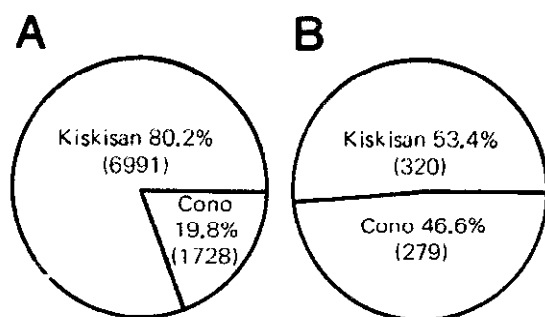 A
Kiskisan 80.2%
(6991)
Cono
19.8%
(1728)
B
Kiskisan 53.4%
(320)
Cono 46.6%
(279)